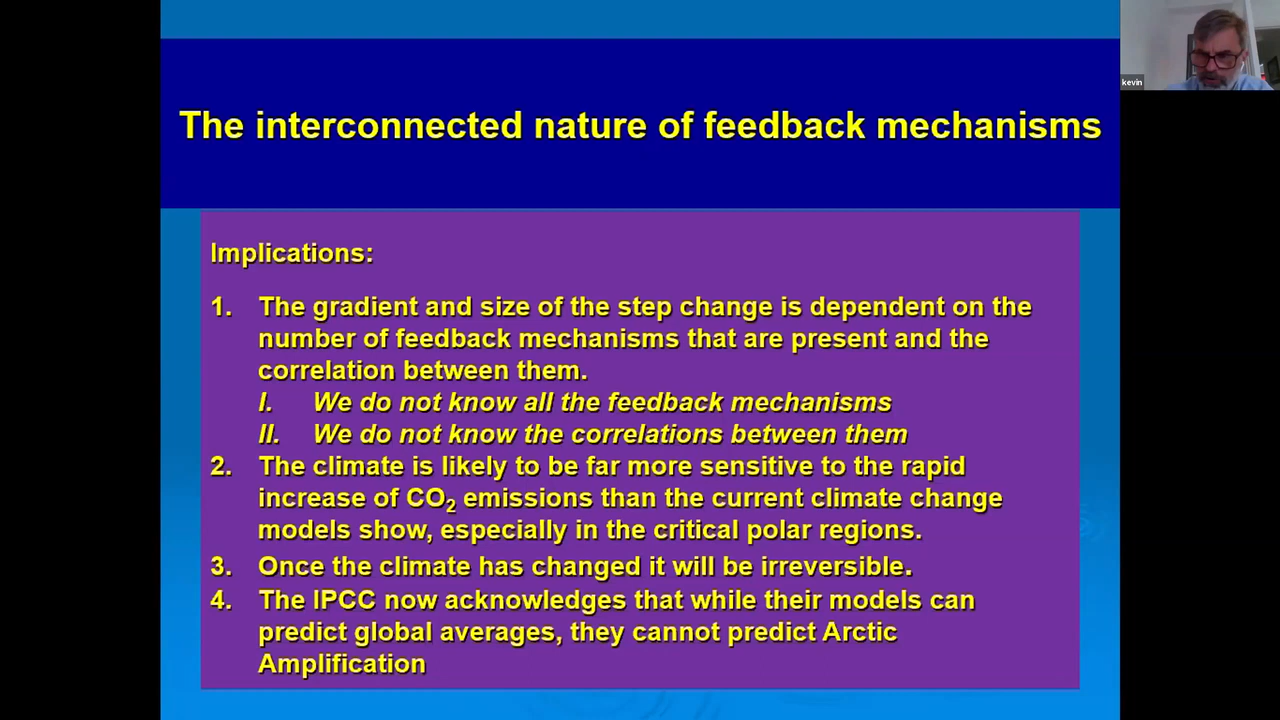 The interconnected nature of feedback mechanisms
kevin
Implications:
1. The gradient and size of the step change is dependent on the
number of feedback mechanisms that are present and the
correlation between them.
I. We do not know all the feedback mechanisms
II. We do not know the correlations between them
2. The climate is likely to be far more sensitive to the rapid
increase of CO₂ emissions than the current climate change
models show, especially in the critical polar regions.
3. Once the climate has changed it will be irreversible.
4. The IPCC now acknowledges that while their models can
predict global averages, they cannot predict Arctic
Amplification